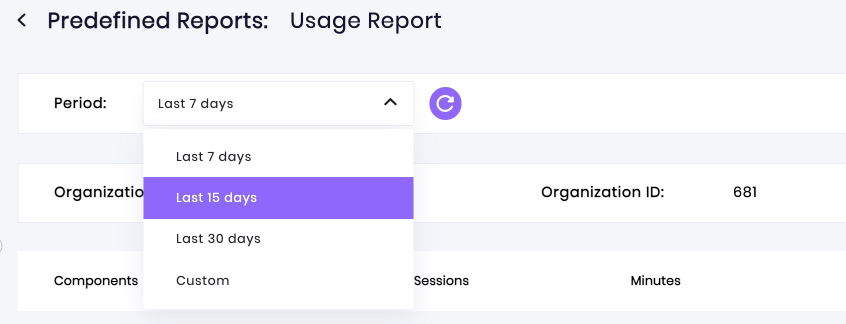 Predefined Reports: Usage Report
Period: Last 7 days
Last 7 days
Organizatio Last 15 days Organization ID: 681
Last 30 days
Components Custom Sessions Minutes